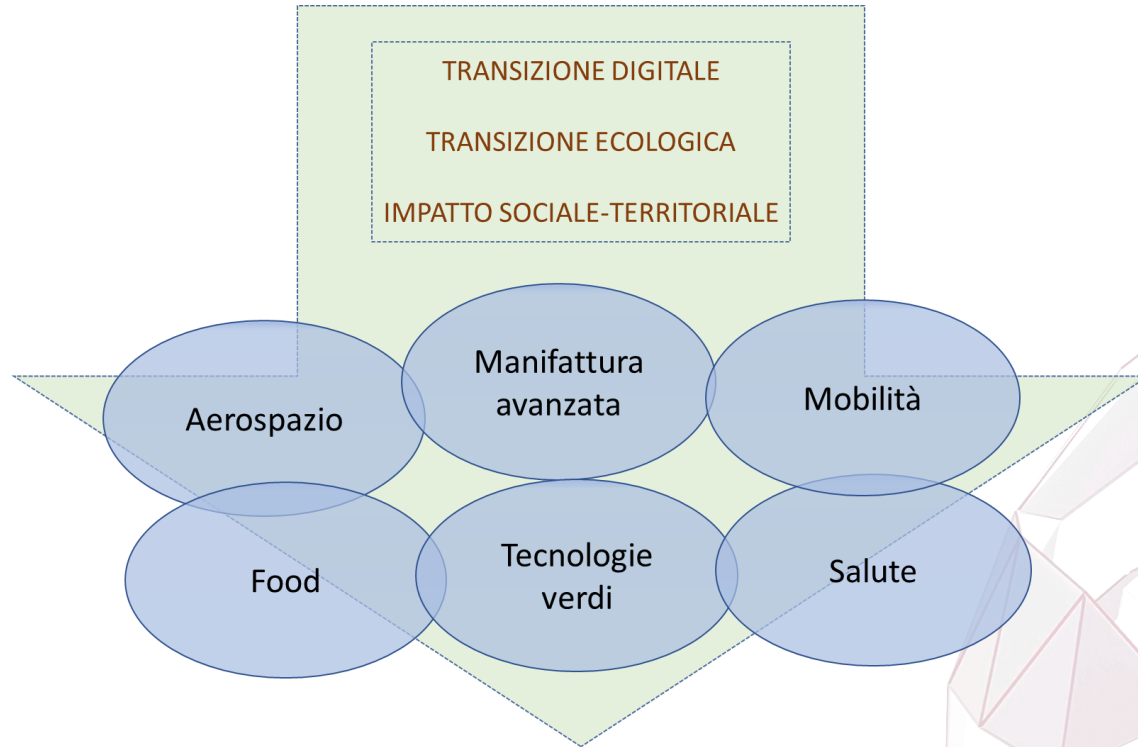 TRANSIZIONE DIGITALE
TRANSIZIONE ECOLOGICA
IMPATTO SOCIALE-TERRITORIALE
Aerospazio
Manifattura
avanzata
Mobilità
Food
Tecnologie
verdi
Salute